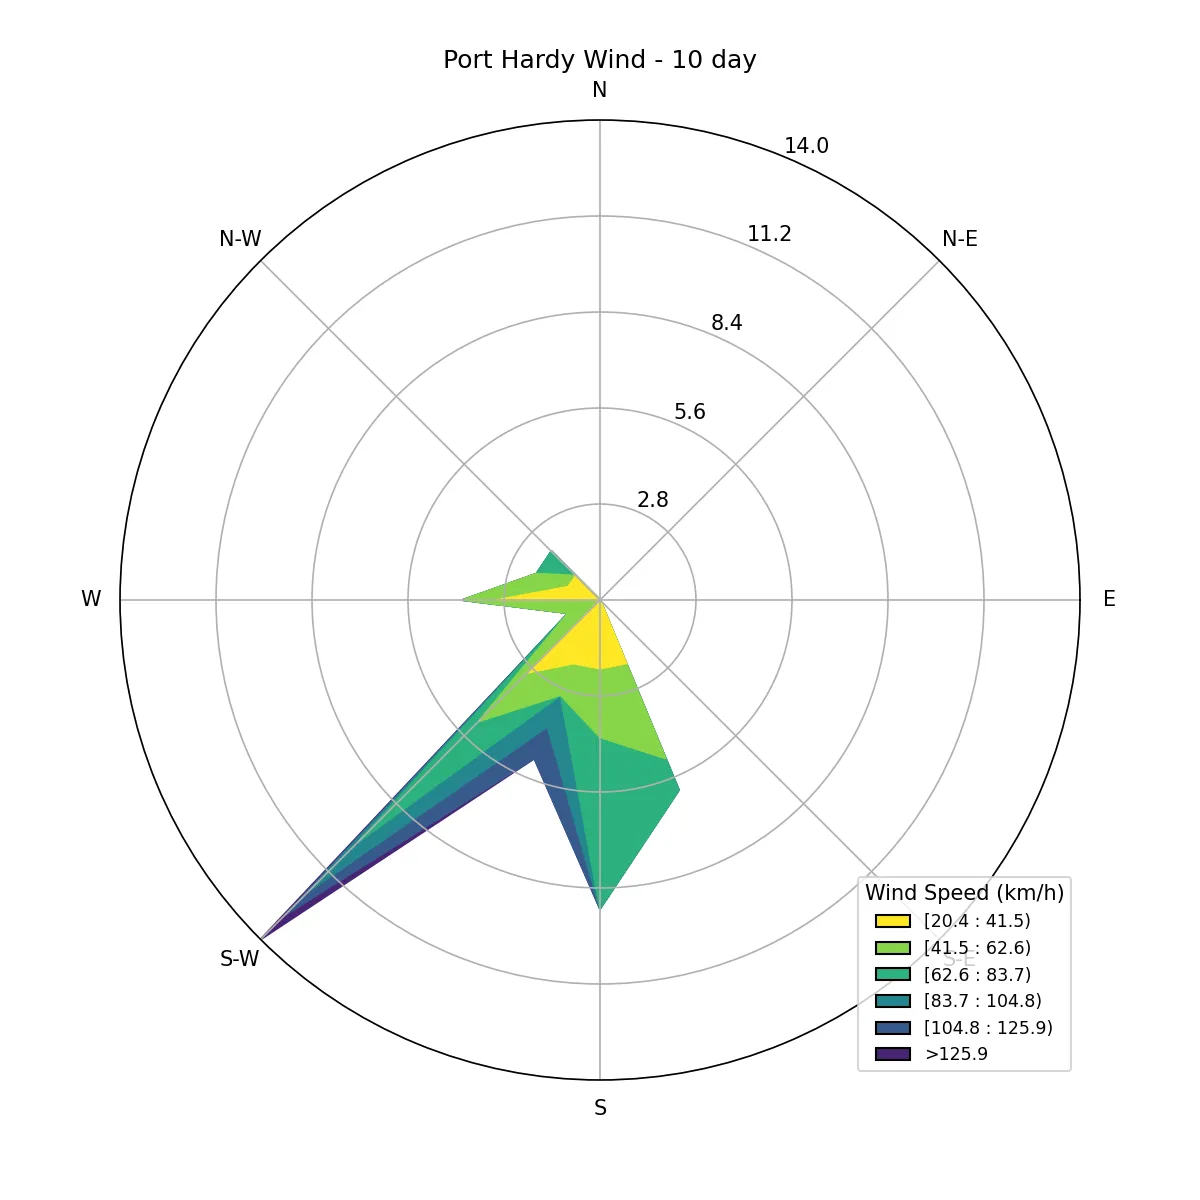 Port Hardy Wind - 10 day
N
14.0
11.2
N-W
N-E
8.4
5.6
2.8
W
E
S-W
S-E
Wind Speed (km/h)
[20.4 : 41.5)
[41.5 : 62.6)
[62.6 : 83.7)
[83.7 : 104.8)
[104.8 : 125.9)
>125.9
S